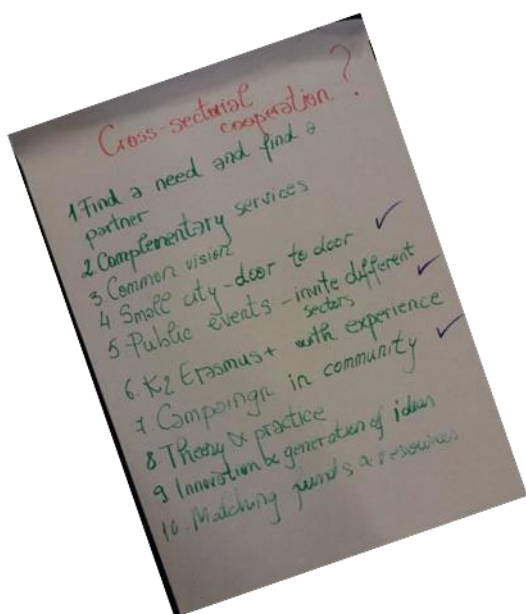 Cross-sectorial
cooperation?
1. Find a need and find a
partner
2 Complementary services
3 Common vision
4 Small city - door to door ✓
5. Public events - invite different ✓
sectors
6. K2 Erasmus+ with experience
7 Campaingn in community ✓
8 Theory & practice
9 Innovation & generation of ideas
10. Matching funds & resources